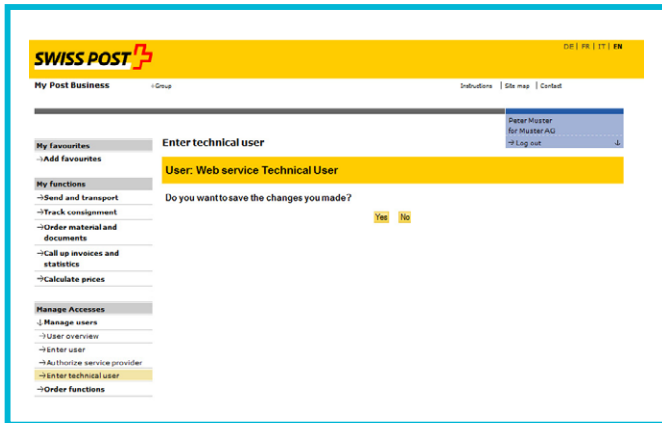 DE | FR | IT | EN
SWISS POST
My Post Business
Group
Instructions | Site map | Contact
Peter Muster
for Muster AG
→ Log out ↓
My favourites
→Add favourites
My functions
→Send and transport
→Track consignment
→Order material and
documents
→Call up invoices and
statistics
→Calculate prices
Manage Accesses
↓Manage users
→User overview
→Enter user
→Authorize service provider
→Enter technical user
→Order functions
Enter technical user
User: Web service Technical User
Do you want to save the changes you made?
Yes No